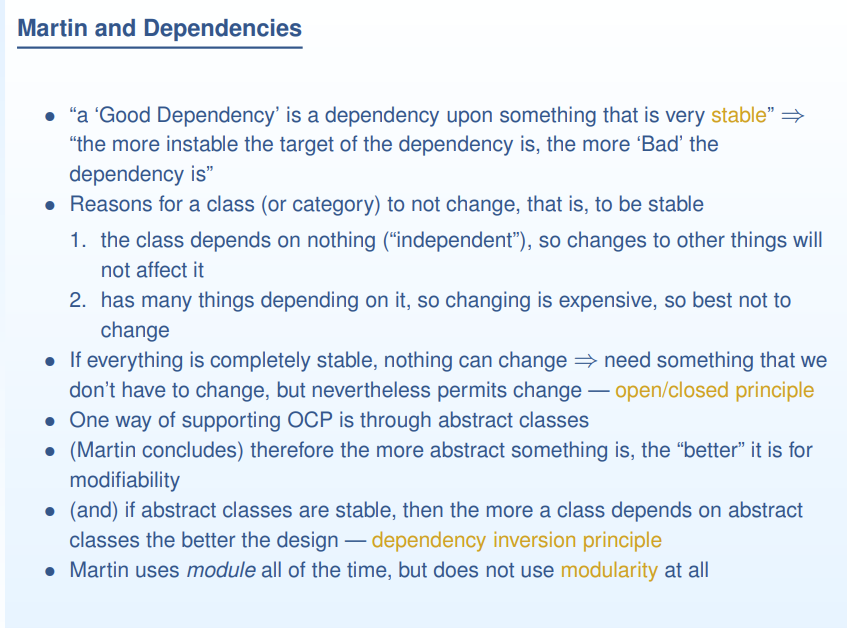 Martin and Dependencies
• “a ‘Good Dependency’ is a dependency upon something that is very stable” ⇒
“the more instable the target of the dependency is, the more ‘Bad’ the
dependency is”
• Reasons for a class (or category) to not change, that is, to be stable
1. the class depends on nothing (“independent”), so changes to other things will
not affect it
2. has many things depending on it, so changing is expensive, so best not to
change
• If everything is completely stable, nothing can change ⇒ need something that we
don’t have to change, but nevertheless permits change — open/closed principle
• One way of supporting OCP is through abstract classes
• (Martin concludes) therefore the more abstract something is, the “better” it is for
modifiability
• (and) if abstract classes are stable, then the more a class depends on abstract
classes the better the design — dependency inversion principle
• Martin uses module all of the time, but does not use modularity at all